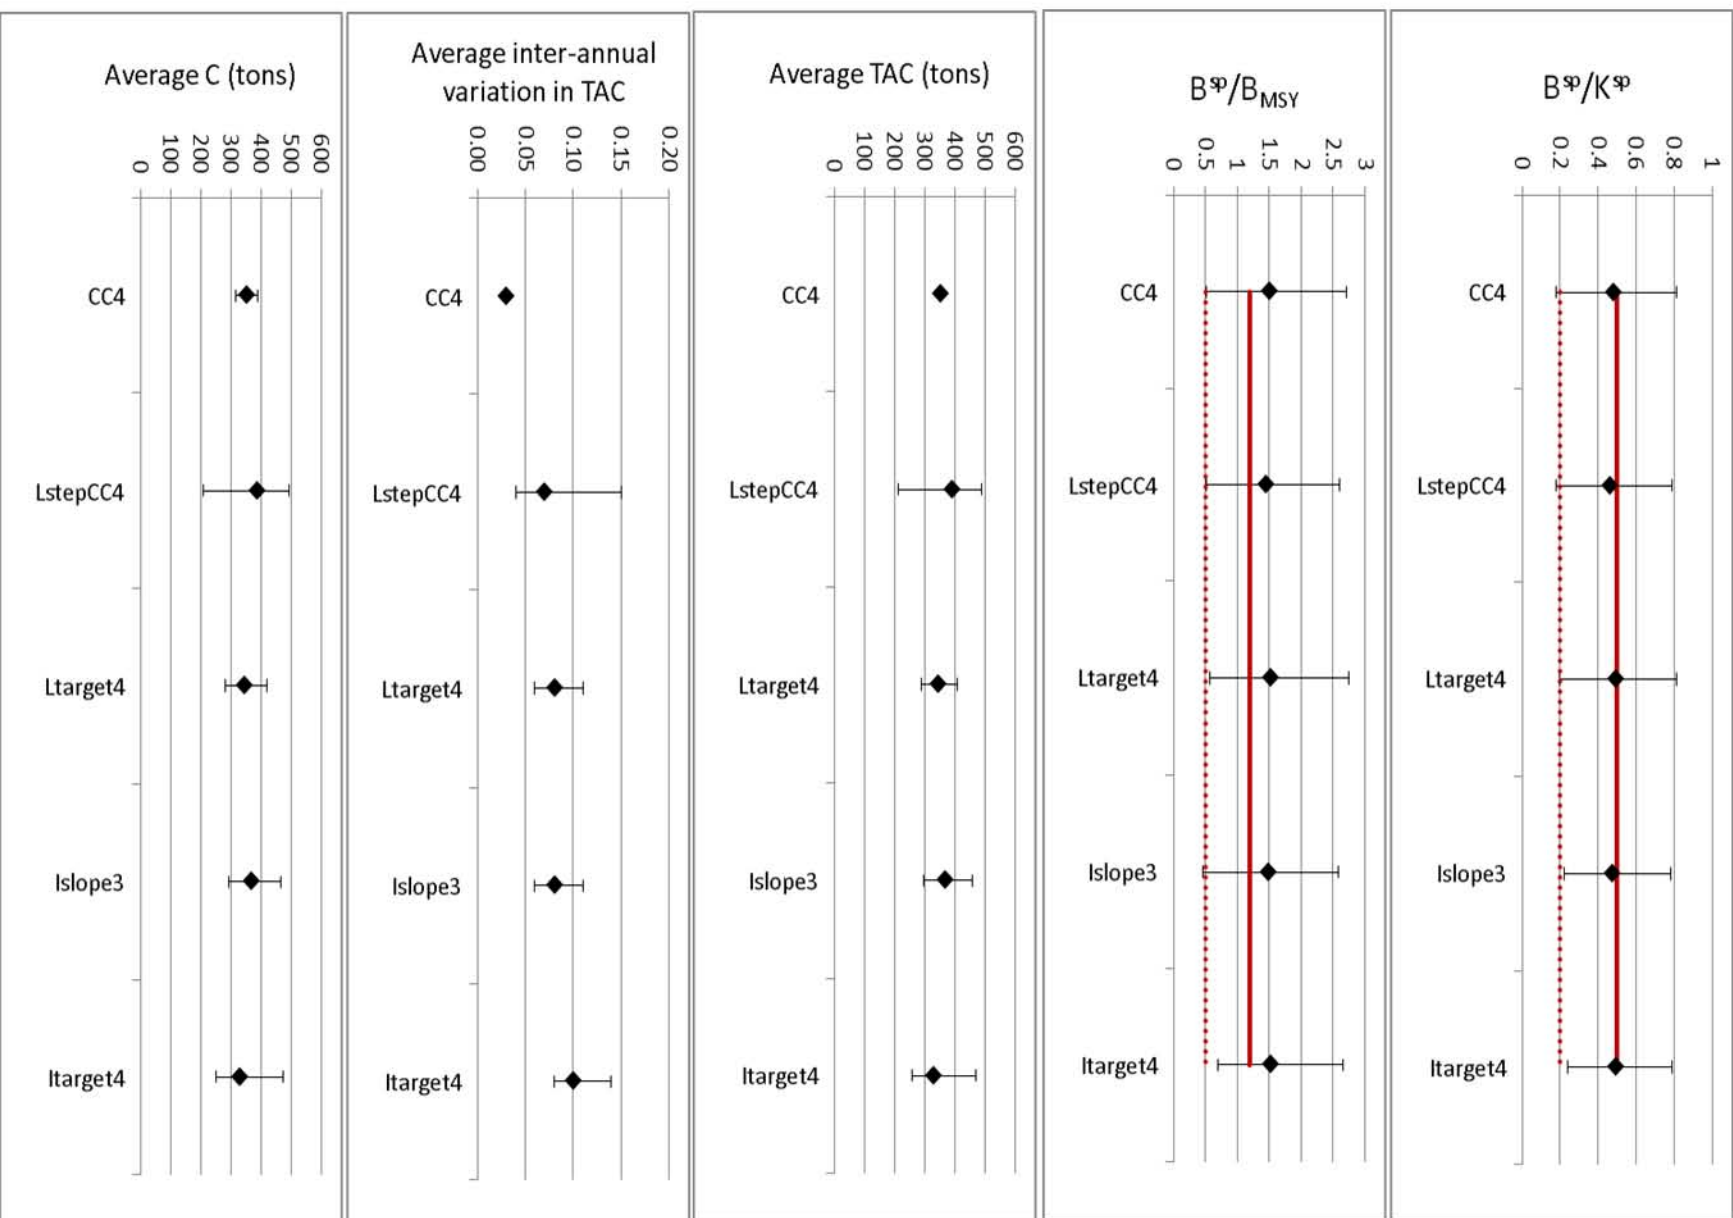 Average C (tons)
0 100 200 300 400 500 600
CC4
LstepCC4
Ltarget4
Islope3
Itarget4
Average inter-annual
variation in TAC
0.00 0.05 0.10 0.15 0.20
CC4
LstepCC4
Ltarget4
Islope3
Itarget4
Average TAC (tons)
0 100 200 300 400 500 600
CC4
LstepCC4
Ltarget4
Islope3
Itarget4
Bsp/BMSY
0 0.5 1 1.5 2 2.5 3
CC4
LstepCC4
Ltarget4
Islope3
Itarget4
Bsp/Ksp
0 0.2 0.4 0.6 0.8 1
CC4
LstepCC4
Ltarget4
Islope3
Itarget4